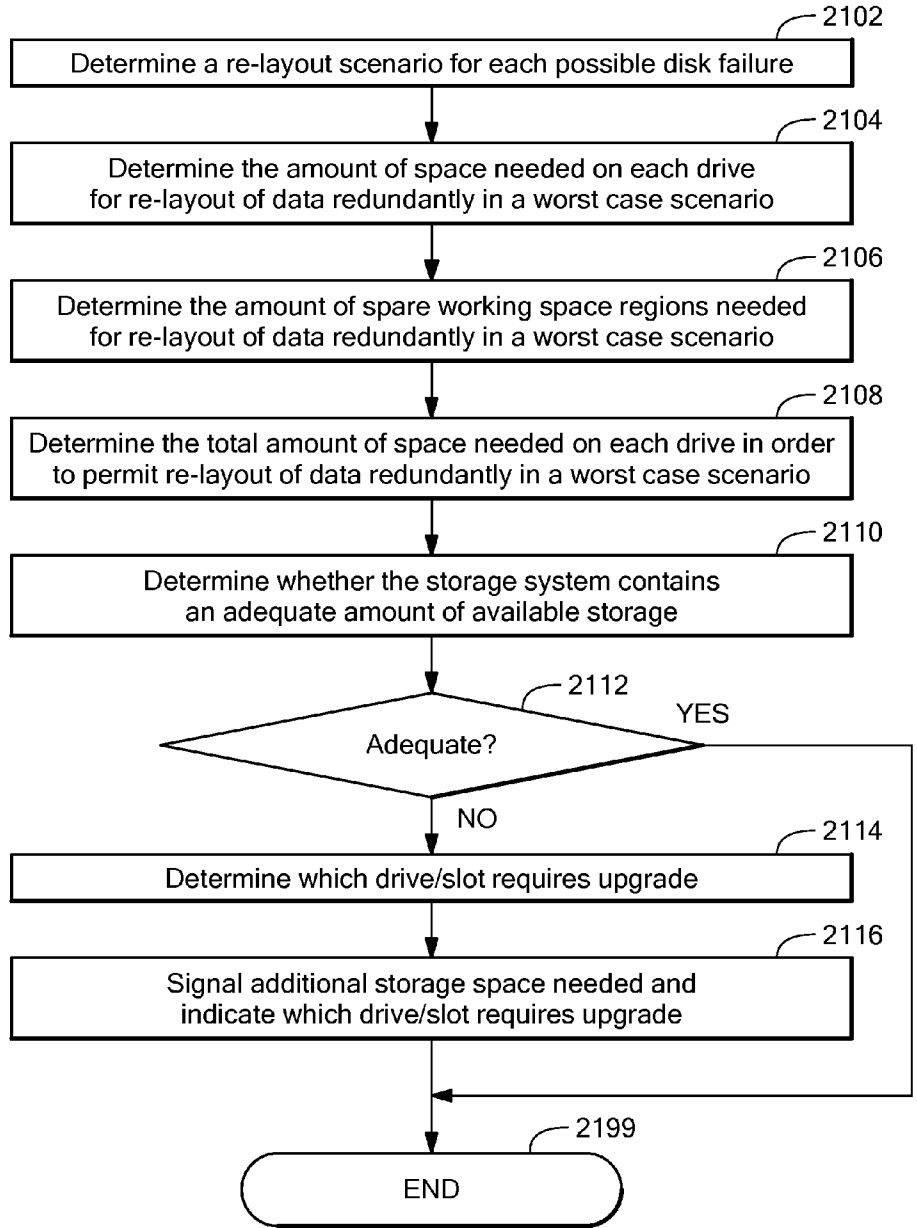 2102
Determine a re-layout scenario for each possible disk failure
2104
Determine the amount of space needed on each drive
for re-layout of data redundantly in a worst case scenario
2106
Determine the amount of spare working space regions needed
for re-layout of data redundantly in a worst case scenario
2108
Determine the total amount of space needed on each drive in order
to permit re-layout of data redundantly in a worst case scenario
2110
Determine whether the storage system contains
an adequate amount of available storage
2112
YES
Adequate?
NO
2114
Determine which drive/slot requires upgrade
2116
Signal additional storage space needed and
indicate which drive/slot requires upgrade
2199
END